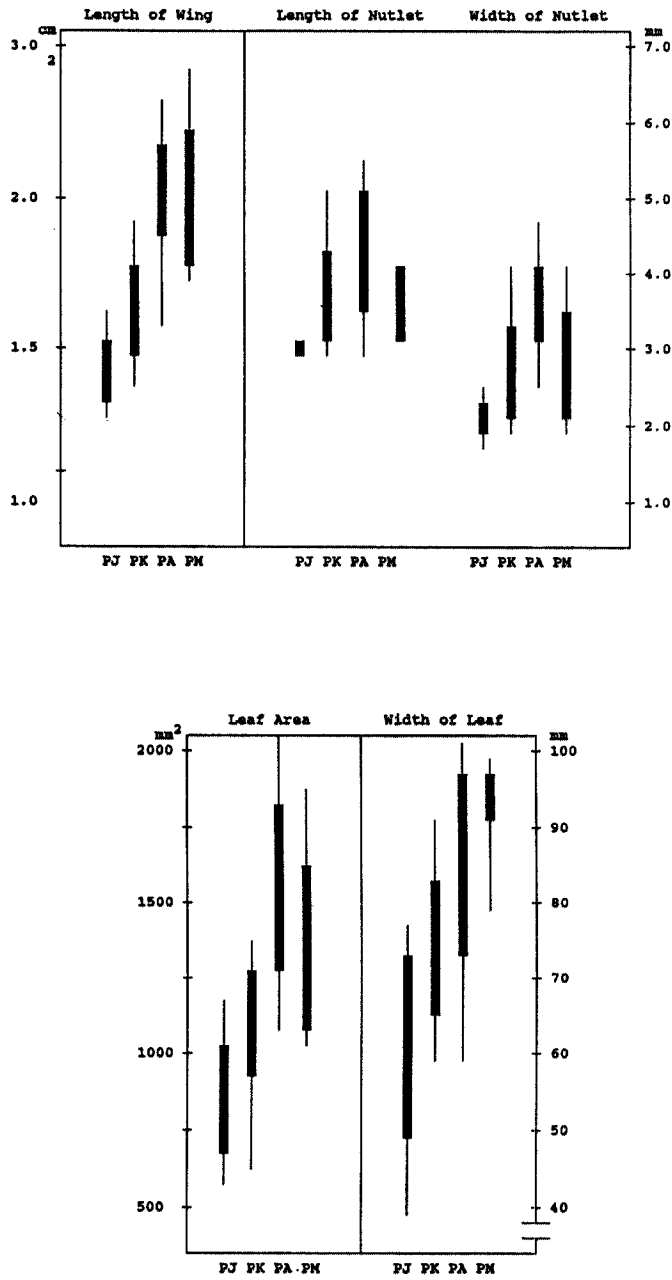 Length of Wing Length of Nutlet Width of Nutlet
cm mm
3.0 7.0
2
6.0
2.0 5.0
4.0
1.5 3.0
2.0
1.0 1.0
PJ PK PA PM PJ PK PA PM PJ PK PA PM
Leaf Area Width of Leaf
mm2 mm
2000 100
90
1500 80
70
1000 60
50
500 40
PJ PK PA.PM PJ PK PA PM